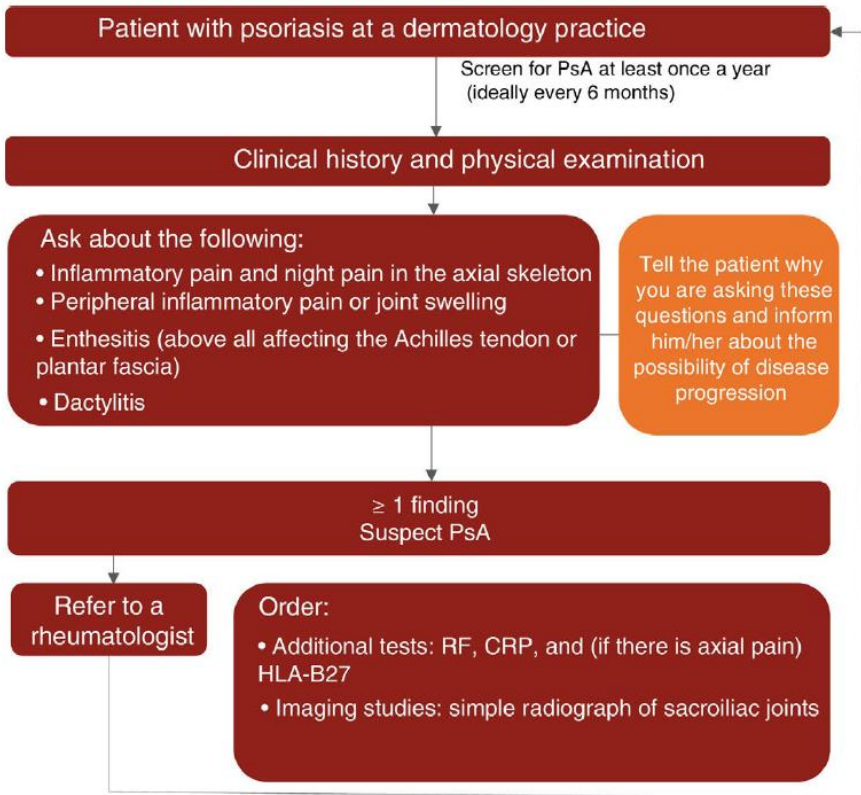 Patient with psoriasis at a dermatology practice
Screen for PsA at least once a year
(ideally every 6 months)
Clinical history and physical examination
Ask about the following:
• Inflammatory pain and night pain in the axial skeleton
• Peripheral inflammatory pain or joint swelling
• Enthesitis (above all affecting the Achilles tendon or
plantar fascia)
• Dactylitis
Tell the patient why
you are asking these
questions and inform
him/her about the
possibility of disease
progression
≥ 1 finding
Suspect PsA
Refer to a
rheumatologist
Order:
• Additional tests: RF, CRP, and (if there is axial pain)
HLA-B27
• Imaging studies: simple radiograph of sacroiliac joints